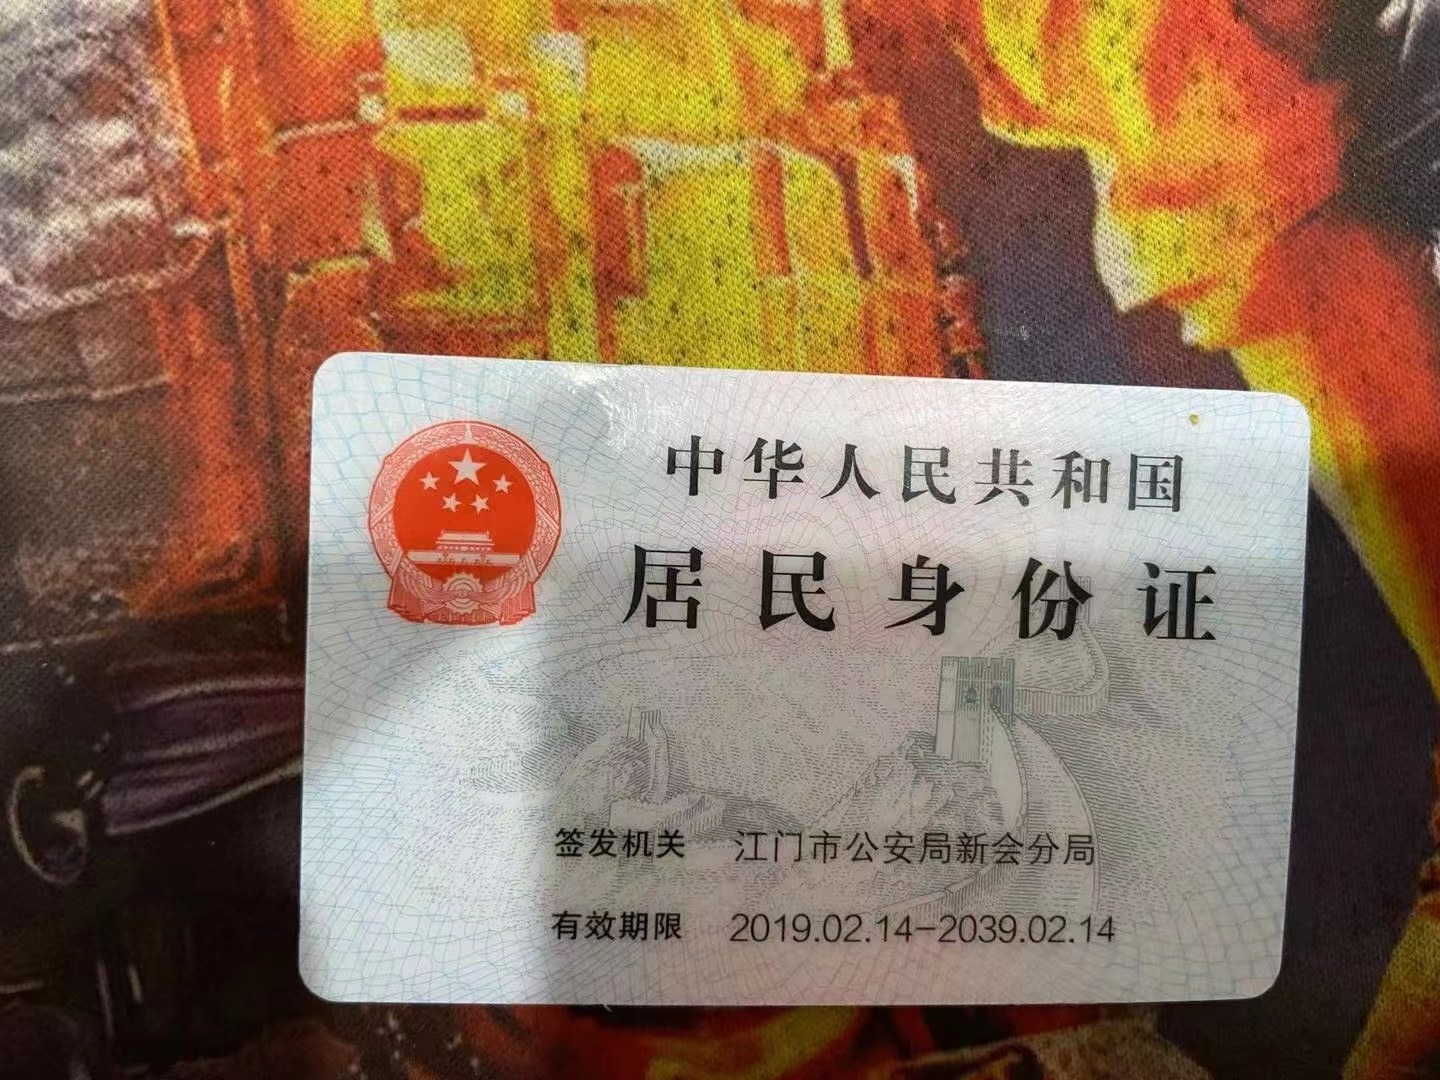 中华人民共和国
居民身份证
签发机关 江门市公安局新会分局
有效期限 2019.02.14-2039.02.14